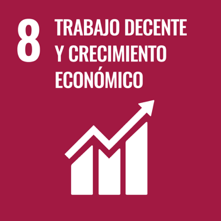 8
TRABAJO DECENTE
Y CRECIMIENTO
ECONÓMICO